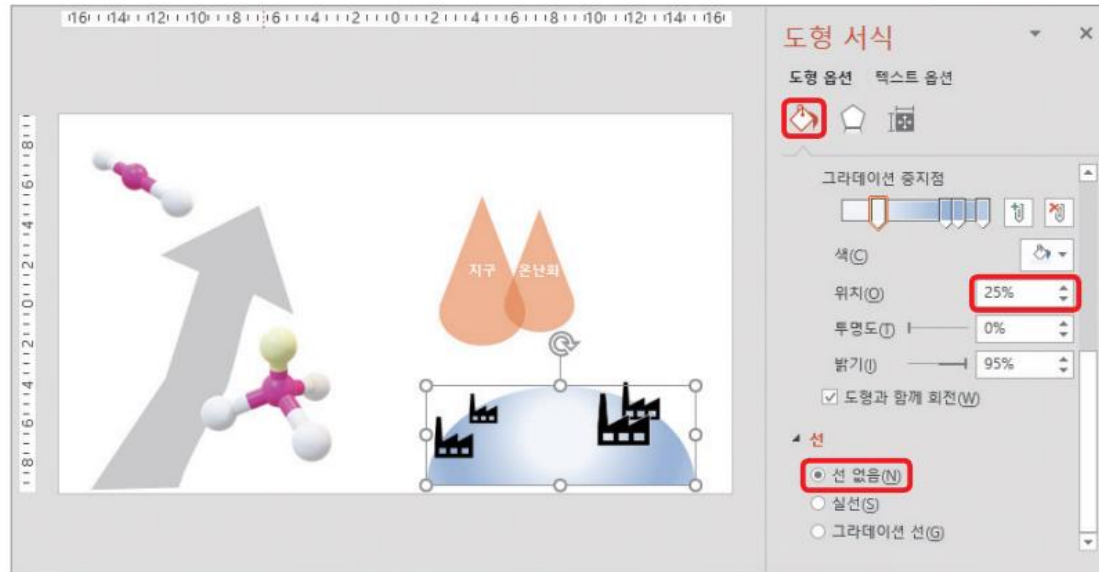 16 14 12 10 8 6 4 2 0 2 4 6 8 10 12 14 16
8 6 4 2 0 2 4 6 8
지구 온난화
도형 서식
도형 옵션 텍스트 옵션
그라데이션 중지점
색(C)
위치(O) 25%
투명도(T) 0%
밝기(I) 95%
도형과 함께 회전(W)
선
선 없음(N)
실선(S)
그라데이션 선(G)